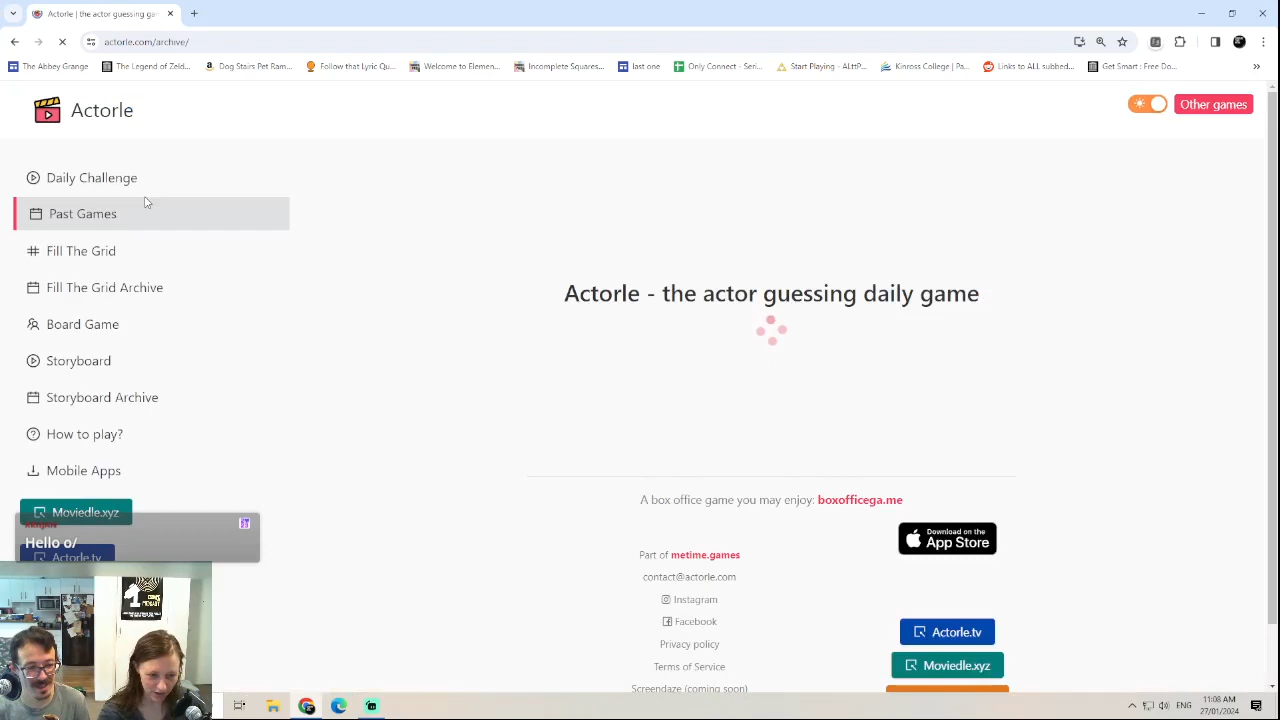 Actorle | the actor guessing ga
actorle.com/archive/
The Abbey Grange
The Legend of Zeld...
Dog Stairs Pet Ram...
Follow that Lyric Qu...
Welcome to Elemen...
Incomplete Squares...
last one.
Only Connect - Seri...
Start Playing - ALttP...
Kinross College | Pa...
Links to ALL subbed...
Get Smart : Free Do...
Actorle
Other games
Daily Challenge
Past Games
Fill The Grid
Fill The Grid Archive
Board Game
Storyboard
Storyboard Archive
How to play?
Mobile Apps
Moviedle.xyz
Hello o/
Actorle.tv
Actorle - the actor guessing daily game
A box office game you may enjoy: boxofficega.me
Part of metime.games
contact@actorle.com
Instagram
Facebook
Privacy policy
Terms of Service
Screendaze (coming soon)
Download on the
App Store
Actorle.tv
Moviedle.xyz
ENG
11:08 AM
27/01/2024